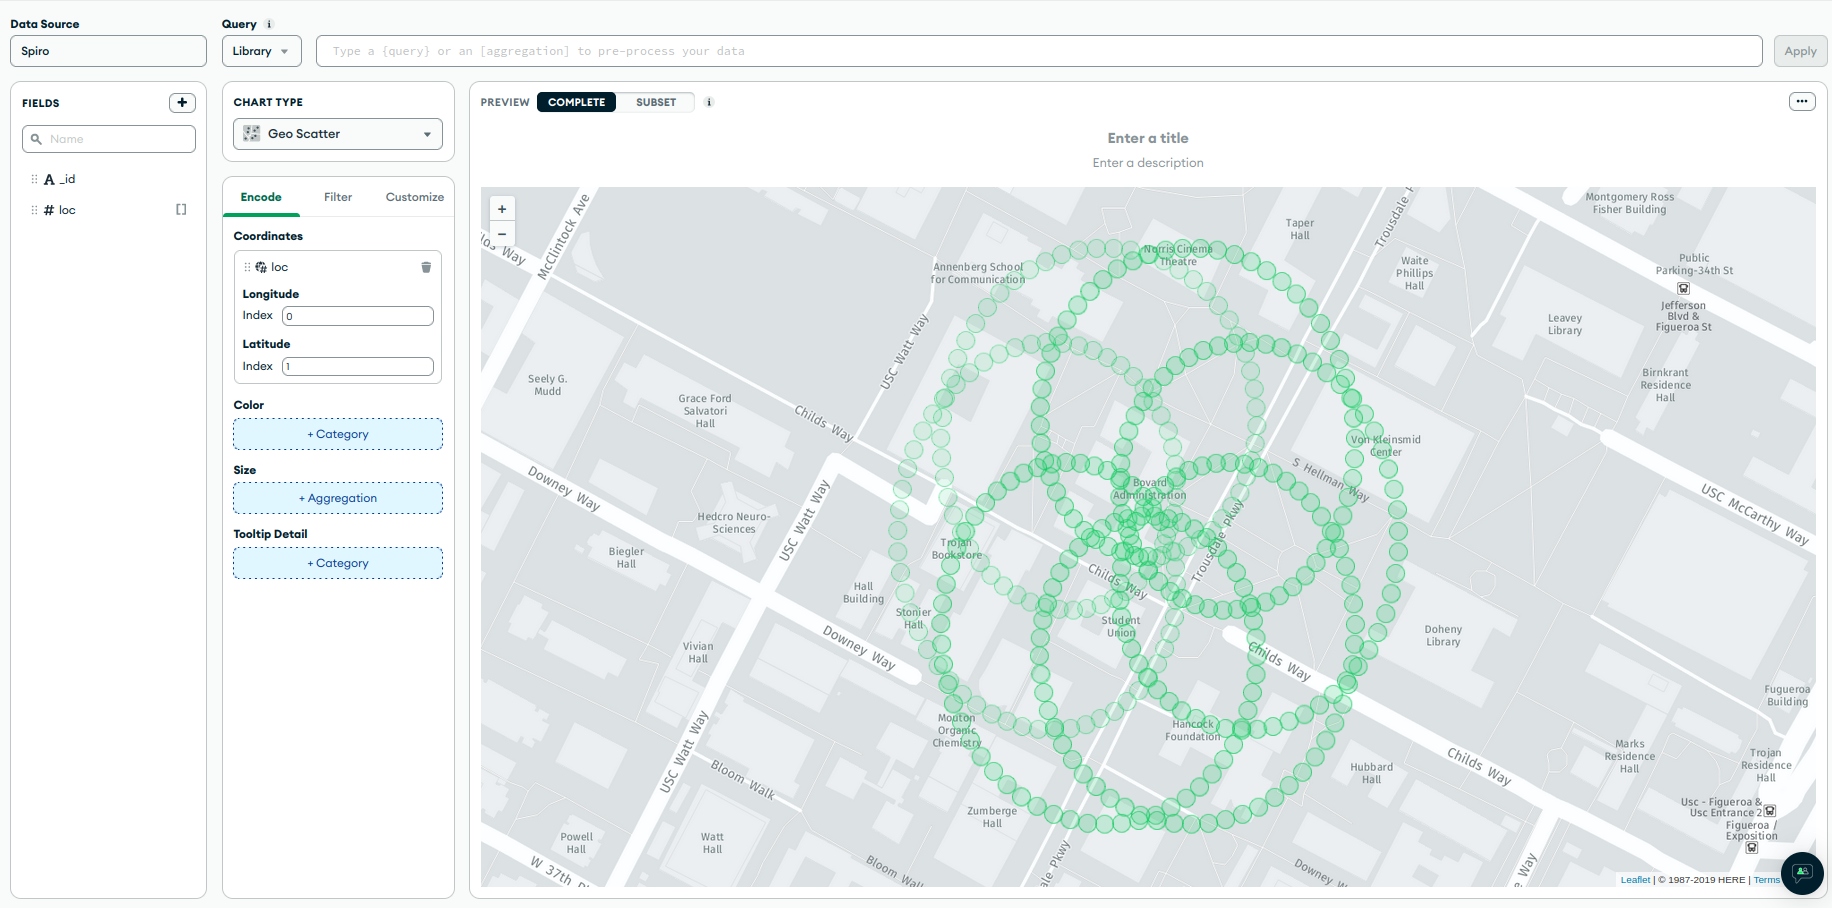 Data Source
Query i
Spiro
Library
Type a {query} or an [aggregation] to pre-process your data
Apply
FIELDS
+
Name
A _id
# loc []
CHART TYPE
Geo Scatter
Encode Filter Customize
Coordinates
loc
Longitude
Index 0
Latitude
Index 1
Color
+ Category
Size
+ Aggregation
Tooltip Detail
+ Category
PREVIEW COMPLETE SUBSET i
Enter a title
Enter a description
+
−
McClintock Ave
Way
Annenberg School
for Communication
Norris Cinema
Theatre
Taper
Hall
Trousdale P
Waite
Phillips
Hall
Montgomery Ross
Fisher Building
Public
Parking-34th St
Jefferson
Blvd &
Figueroa St
Leavey
Library
Birnkrant
Residence
Hall
USC Watt Way
Seely G.
Mudd
Grace Ford
Salvatori
Hall
Childs Way
Von Kleinsmid
Center
S Hellman Way
Bovard
Administration
Downey Way
USC Watt Way
Hedcro Neuro-
Sciences
Biegler
Hall
Trojan
Bookstore
Trousdale Pkwy
USC McCarthy Way
Childs Way
Hall
Building
Stonier
Hall
Student
Union
Downey Way
Vivian
Hall
Childs Way
Doheny
Library
Mouton
Organic
Chemistry
Hancock
Foundation
Fugueroa
Building
USC Watt Way
Bloom Walk
Hubbard
Hall
Childs Way
Marks
Residence
Hall
Trojan
Residence
Hall
Zumberge
Hall
Usc - Figueroa &
Usc Entrance 2
Figueroa /
Exposition
Powell
Hall
Watt
Hall
W 37th
Bloom Wal
dale Pkwy
Downey
e Way
Leaflet | © 1987-2019 HERE | Terms